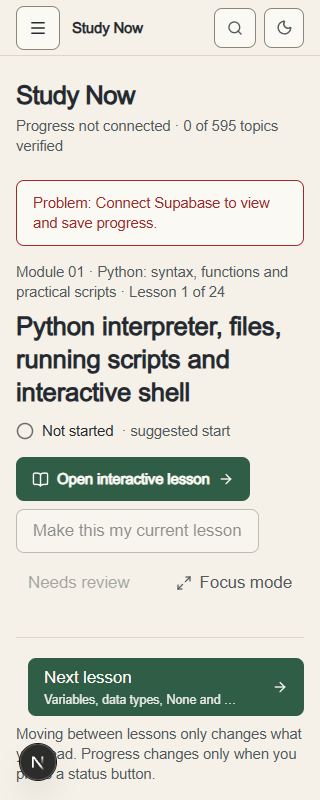 Study Now
Study Now
Progress not connected · 0 of 595 topics
verified
Problem: Connect Supabase to view
and save progress.
Module 01 · Python: syntax, functions and
practical scripts · Lesson 1 of 24
Python interpreter, files,
running scripts and
interactive shell
Not started · suggested start
Open interactive lesson →
Make this my current lesson
Needs review Focus mode
Next lesson
Variables, data types, None and ... →
Moving between lessons only changes what
Progress changes only when you
a status button.
N